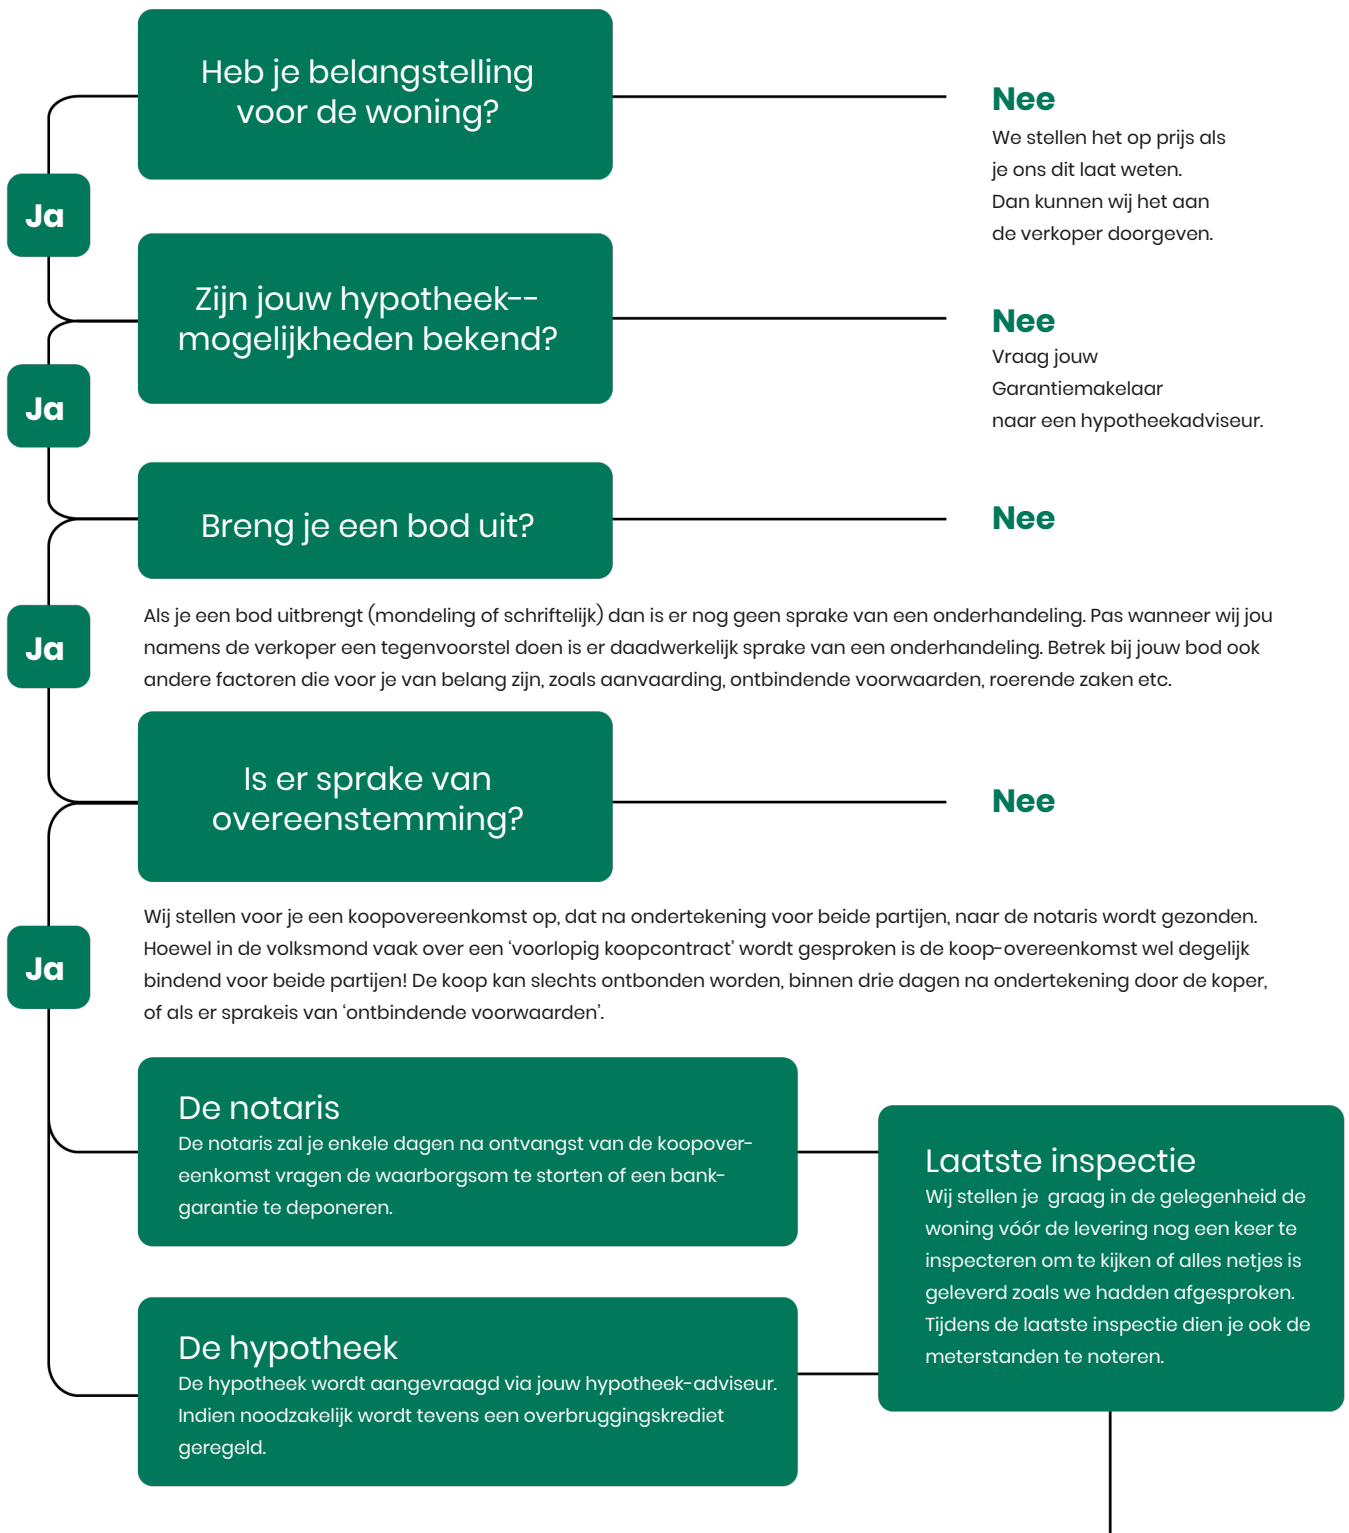 Heb je belangstelling
voor de woning?
Nee
We stellen het op prijs als
je ons dit laat weten.
Dan kunnen wij het aan
de verkoper doorgeven.
Ja
Zijn jouw hypotheek--
mogelijkheden bekend?
Nee
Vraag jouw
Garantiemakelaar
naar een hypotheekadviseur.
Ja
Breng je een bod uit?
Nee
Ja
Als je een bod uitbrengt (mondeling of schriftelijk) dan is er nog geen sprake van een onderhandeling. Pas wanneer wij jou
namens de verkoper een tegenvoorstel doen is er daadwerkelijk sprake van een onderhandeling. Betrek bij jouw bod ook
andere factoren die voor je van belang zijn, zoals aanvaarding, ontbindende voorwaarden, roerende zaken etc.
Is er sprake van
overeenstemming?
Nee
Ja
Wij stellen voor je een koopovereenkomst op, dat na ondertekening voor beide partijen, naar de notaris wordt gezonden.
Hoewel in de volksmond vaak over een ‘voorlopig koopcontract’ wordt gesproken is de koop-overeenkomst wel degelijk
bindend voor beide partijen! De koop kan slechts ontbonden worden, binnen drie dagen na ondertekening door de koper,
of als er sprakeis van ‘ontbindende voorwaarden’.
De notaris
De notaris zal je enkele dagen na ontvangst van de koopover-
eenkomst vragen de waarborgsom te storten of een bank-
garantie te deponeren.
Laatste inspectie
Wij stellen je graag in de gelegenheid de
woning vóór de levering nog een keer te
inspecteren om te kijken of alles netjes is
geleverd zoals we hadden afgesproken.
Tijdens de laatste inspectie dien je ook de
meterstanden te noteren.
De hypotheek
De hypotheek wordt aangevraagd via jouw hypotheek-adviseur.
Indien noodzakelijk wordt tevens een overbruggingskrediet
geregeld.